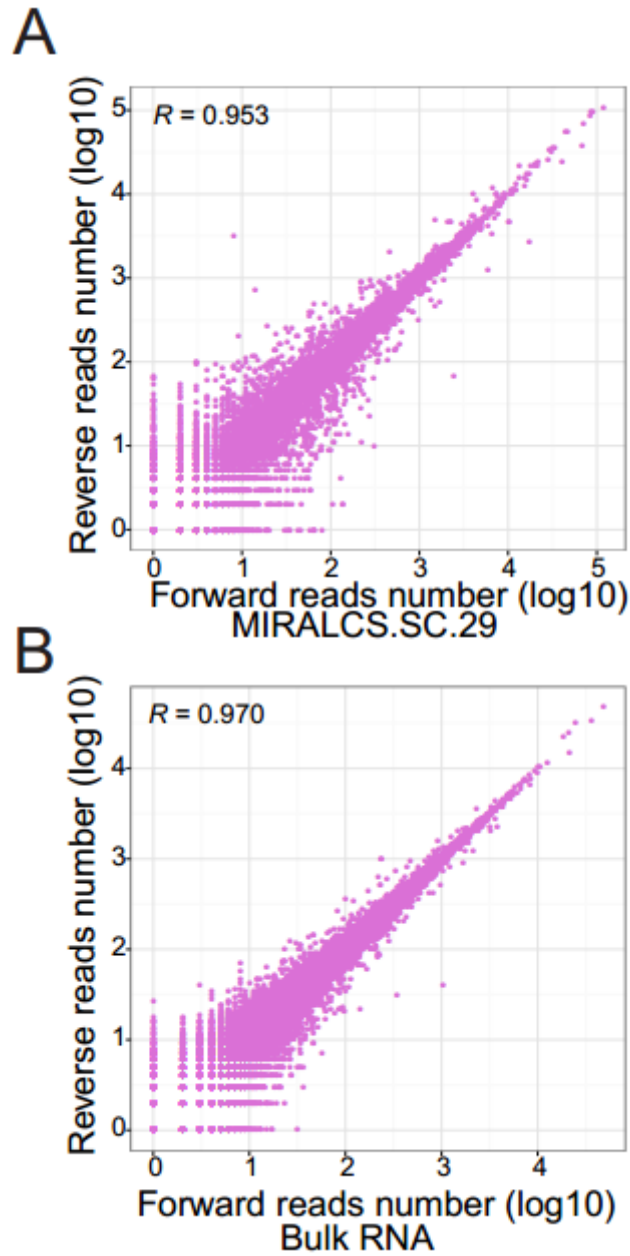 A
Reverse reads number (log10)
R = 0.953
5
4
3
2
1
0
0 1 2 3 4 5
Forward reads number (log10)
MIRALCS.SC.29
B
Reverse reads number (log10)
R = 0.970
4
3
2
1
0
0 1 2 3 4
Forward reads number (log10)
Bulk RNA